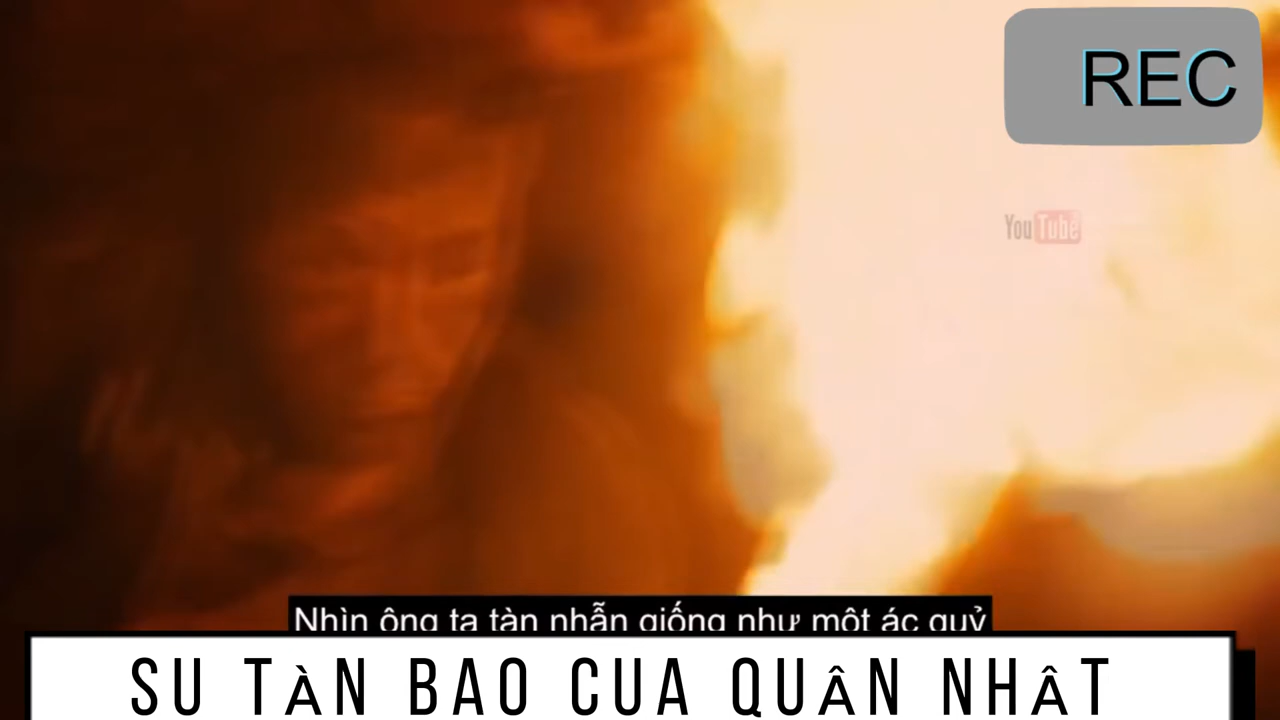 REC
YouTube
Nhìn ông ta tàn nhẫn giống như một ác quỷ
SU TÀN BAO CUA QUÂN NHÂT